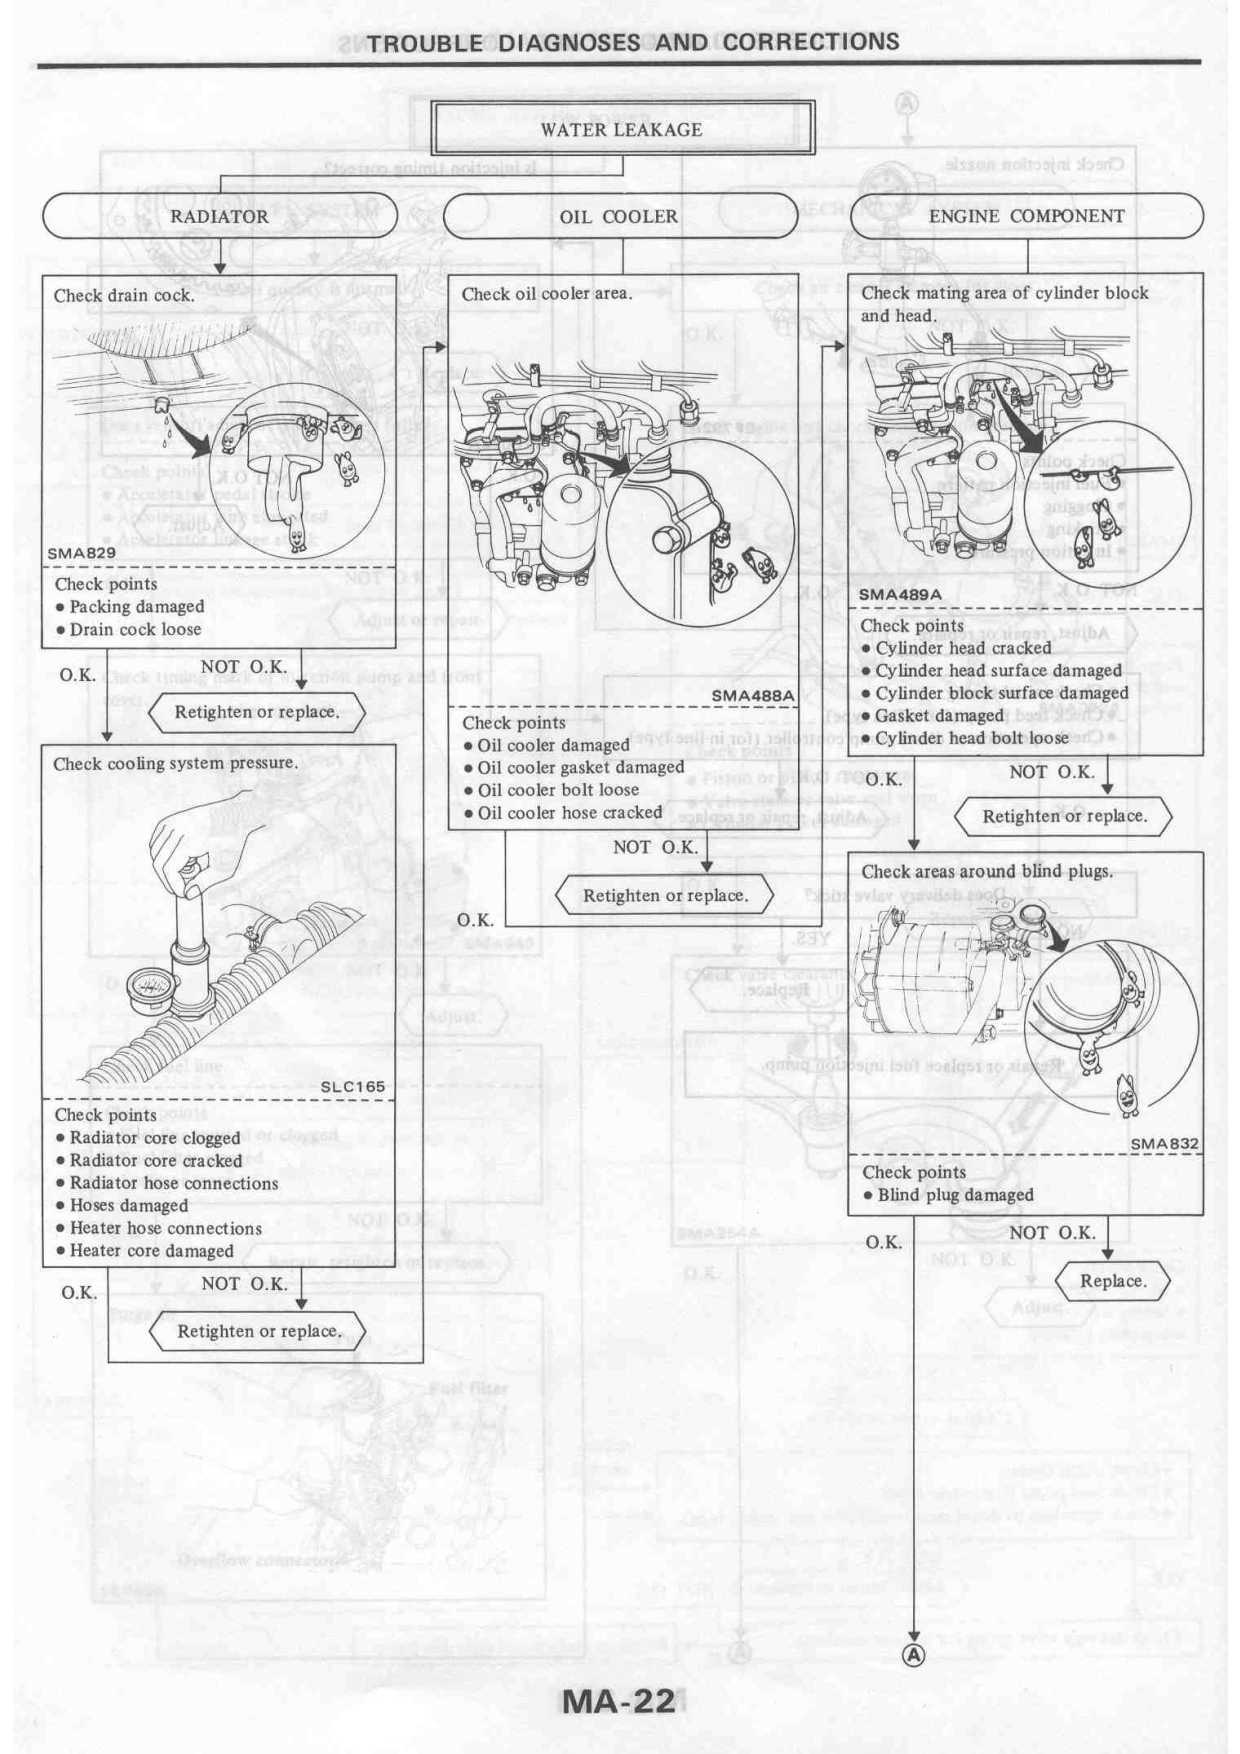 TROUBLE DIAGNOSES AND CORRECTIONS
WATER LEAKAGE
RADIATOR
Check drain cock.
SMA829
Check points
● Packing damaged
● Drain cock loose
O.K.
NOT O.K.
Retighten or replace.
Check cooling system pressure.
SLC165
Check points
● Radiator core clogged
● Radiator core cracked
● Radiator hose connections
● Hoses damaged
● Heater hose connections
● Heater core damaged
O.K.
NOT O.K.
Retighten or replace.
OIL COOLER
Check oil cooler area.
SMA488A
Check points
● Oil cooler damaged
● Oil cooler gasket damaged
● Oil cooler bolt loose
● Oil cooler hose cracked
NOT O.K.
Retighten or replace.
O.K.
ENGINE COMPONENT
Check mating area of cylinder block
and head.
SMA489A
Check points
● Cylinder head cracked
● Cylinder head surface damaged
● Cylinder block surface damaged
● Gasket damaged
● Cylinder head bolt loose
O.K.
NOT O.K.
Retighten or replace.
Check areas around blind plugs.
SMA832
Check points
● Blind plug damaged
O.K.
NOT O.K.
Replace.
A
MA-22